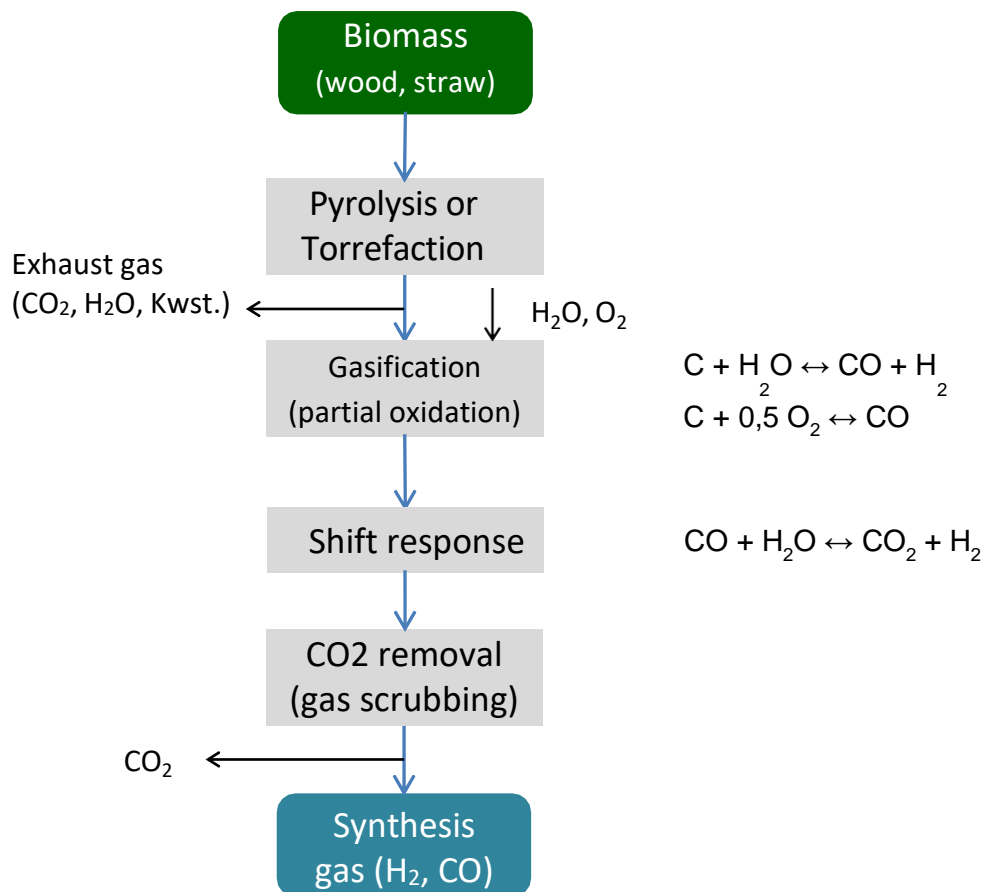 Biomass
(wood, straw)
Pyrolysis or
Torrefaction
Exhaust gas
(CO₂, H₂O, Kwst.)
H₂O, O₂
Gasification
(partial oxidation)
C + H₂O ↔ CO + H₂
C + 0,5 O₂ ↔ CO
Shift response
CO + H₂O ↔ CO₂ + H₂
CO2 removal
(gas scrubbing)
CO₂
Synthesis
gas (H₂, CO)